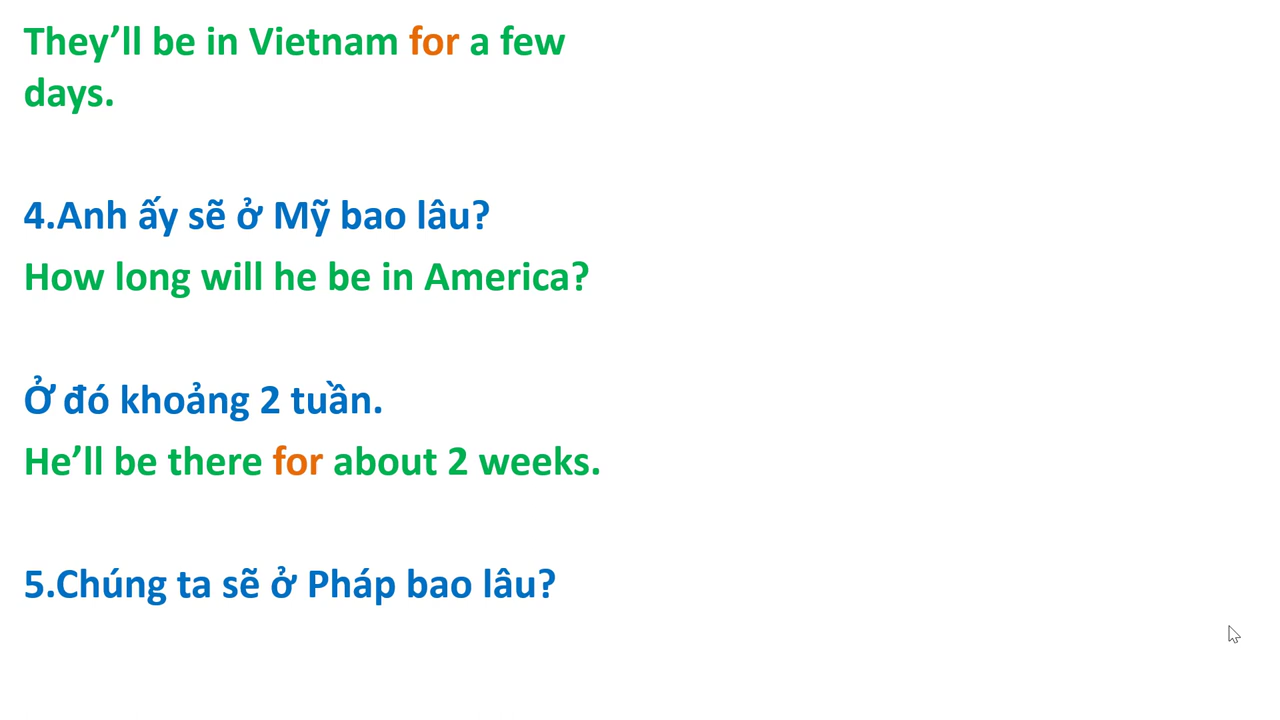 They’ll be in Vietnam for a few
days.
4.Anh ấy sẽ ở Mỹ bao lâu?
How long will he be in America?
Ở đó khoảng 2 tuần.
He’ll be there for about 2 weeks.
5.Chúng ta sẽ ở Pháp bao lâu?